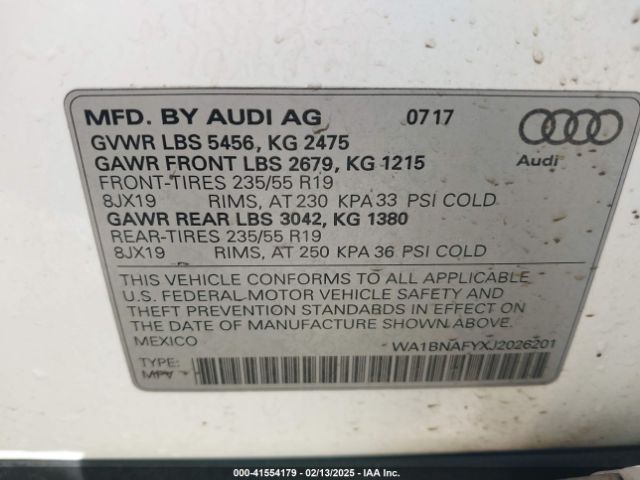 MFD. BY AUDI AG 0717
GVWR LBS 5456, KG 2475
GAWR FRONT LBS 2679, KG 1215
FRONT-TIRES 235/55 R19
8JX19 RIMS, AT 230 KPA 33 PSI COLD
GAWR REAR LBS 3042, KG 1380
REAR-TIRES 235/55 R19
8JX19 RIMS, AT 250 KPA 36 PSI COLD
Audi
THIS VEHICLE CONFORMS TO ALL APPLICABLE
U.S. FEDERAL MOTOR VEHICLE SAFETY AND
THEFT PREVENTION STANDARDS IN EFFECT ON
THE DATE OF MANUFACTURE SHOWN ABOVE.
MEXICO WA1BNAFYXJ2026201
TYPE:
MPV
000-41554179 - 02/13/2025 - IAA Inc.